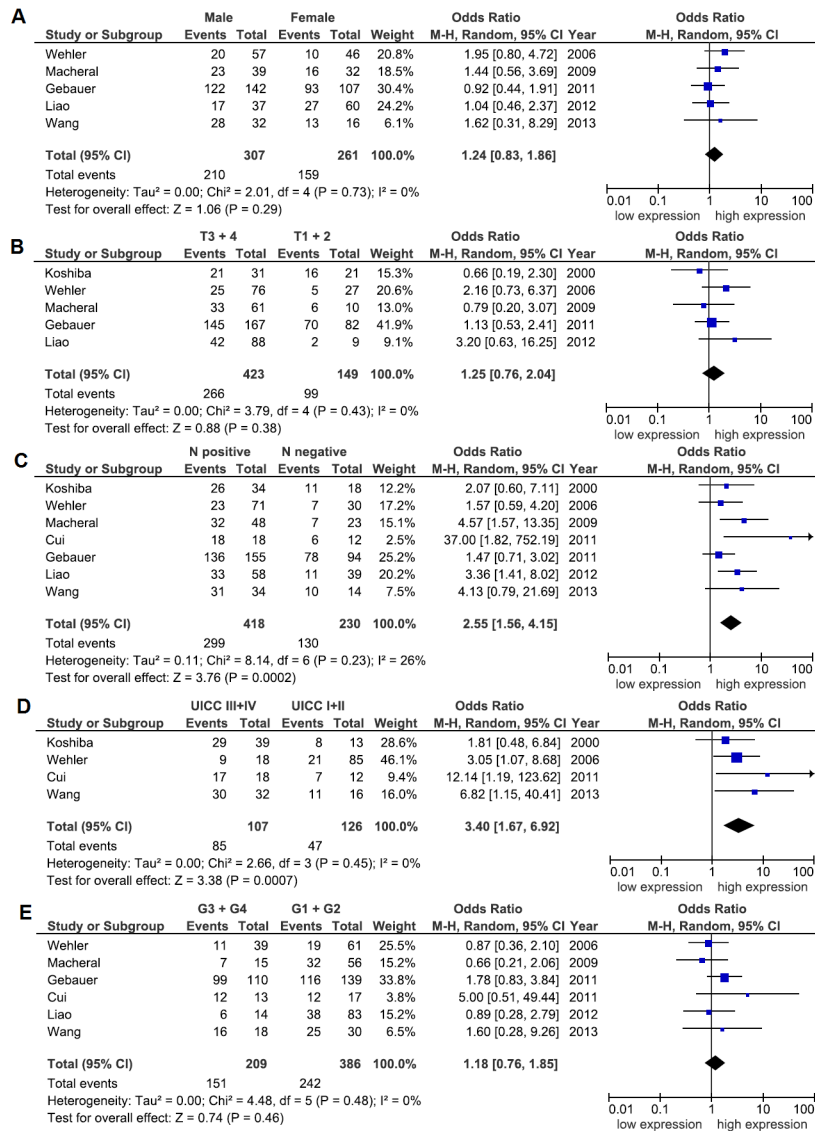 A
Male Female Odds Ratio Odds Ratio
Study or Subgroup Events Total Events Total Weight M-H, Random, 95% CI Year M-H, Random, 95% CI
Wehler 20 57 10 46 20.8% 1.95 [0.80, 4.72] 2006
Macheral 23 39 16 32 18.5% 1.44 [0.56, 3.69] 2009
Gebauer 122 142 93 107 30.4% 0.92 [0.44, 1.91] 2011
Liao 17 37 27 60 24.2% 1.04 [0.46, 2.37] 2012
Wang 28 32 13 16 6.1% 1.62 [0.31, 8.29] 2013
Total (95% CI) 307 261 100.0% 1.24 [0.83, 1.86]
Total events 210 159
Heterogeneity: Tau² = 0.00; Chi² = 2.01, df = 4 (P = 0.73); I² = 0%
Test for overall effect: Z = 1.06 (P = 0.29)
0.01 0.1 1 10 100
low expression high expression
B
T3 + 4 T1 + 2 Odds Ratio Odds Ratio
Study or Subgroup Events Total Events Total Weight M-H, Random, 95% CI Year M-H, Random, 95% CI
Koshiba 21 31 16 21 15.3% 0.66 [0.19, 2.30] 2000
Wehler 25 76 5 27 20.6% 2.16 [0.73, 6.37] 2006
Macheral 33 61 6 10 13.0% 0.79 [0.20, 3.07] 2009
Gebauer 145 167 70 82 41.9% 1.13 [0.53, 2.41] 2011
Liao 42 88 2 9 9.1% 3.20 [0.63, 16.25] 2012
Total (95% CI) 423 149 100.0% 1.25 [0.76, 2.04]
Total events 266 99
Heterogeneity: Tau² = 0.00; Chi² = 3.79, df = 4 (P = 0.43); I² = 0%
Test for overall effect: Z = 0.88 (P = 0.38)
0.01 0.1 1 10 100
low expression high expression
C
N positive N negative Odds Ratio Odds Ratio
Study or Subgroup Events Total Events Total Weight M-H, Random, 95% CI Year M-H, Random, 95% CI
Koshiba 26 34 11 18 12.2% 2.07 [0.60, 7.11] 2000
Wehler 23 71 7 30 17.2% 1.57 [0.59, 4.20] 2006
Macheral 32 48 7 23 15.1% 4.57 [1.57, 13.35] 2009
Cui 18 18 6 12 2.5% 37.00 [1.82, 752.19] 2011
Gebauer 136 155 78 94 25.2% 1.47 [0.71, 3.02] 2011
Liao 33 58 11 39 20.2% 3.36 [1.41, 8.02] 2012
Wang 31 34 10 14 7.5% 4.13 [0.79, 21.69] 2013
Total (95% CI) 418 230 100.0% 2.55 [1.56, 4.15]
Total events 299 130
Heterogeneity: Tau² = 0.11; Chi² = 8.14, df = 6 (P = 0.23); I² = 26%
Test for overall effect: Z = 3.76 (P = 0.0002)
0.01 0.1 1 10 100
low expression high expression
D
UICC III+IV UICC I+II Odds Ratio Odds Ratio
Study or Subgroup Events Total Events Total Weight M-H, Random, 95% CI Year M-H, Random, 95% CI
Koshiba 29 39 8 13 28.6% 1.81 [0.48, 6.84] 2000
Wehler 9 18 21 85 46.1% 3.05 [1.07, 8.68] 2006
Cui 17 18 7 12 9.4% 12.14 [1.19, 123.62] 2011
Wang 30 32 11 16 16.0% 6.82 [1.15, 40.41] 2013
Total (95% CI) 107 126 100.0% 3.40 [1.67, 6.92]
Total events 85 47
Heterogeneity: Tau² = 0.00; Chi² = 2.66, df = 3 (P = 0.45); I² = 0%
Test for overall effect: Z = 3.38 (P = 0.0007)
0.01 0.1 1 10 100
low expression high expression
E
G3 + G4 G1 + G2 Odds Ratio Odds Ratio
Study or Subgroup Events Total Events Total Weight M-H, Random, 95% CI Year M-H, Random, 95% CI
Wehler 11 39 19 61 25.5% 0.87 [0.36, 2.10] 2006
Macheral 7 15 32 56 15.2% 0.66 [0.21, 2.06] 2009
Gebauer 99 110 116 139 33.8% 1.78 [0.83, 3.84] 2011
Cui 12 13 12 17 3.8% 5.00 [0.51, 49.44] 2011
Liao 6 14 38 83 15.2% 0.89 [0.28, 2.79] 2012
Wang 16 18 25 30 6.5% 1.60 [0.28, 9.26] 2013
Total (95% CI) 209 386 100.0% 1.18 [0.76, 1.85]
Total events 151 242
Heterogeneity: Tau² = 0.00; Chi² = 4.48, df = 5 (P = 0.48); I² = 0%
Test for overall effect: Z = 0.74 (P = 0.46)
0.01 0.1 1 10 100
low expression high expression